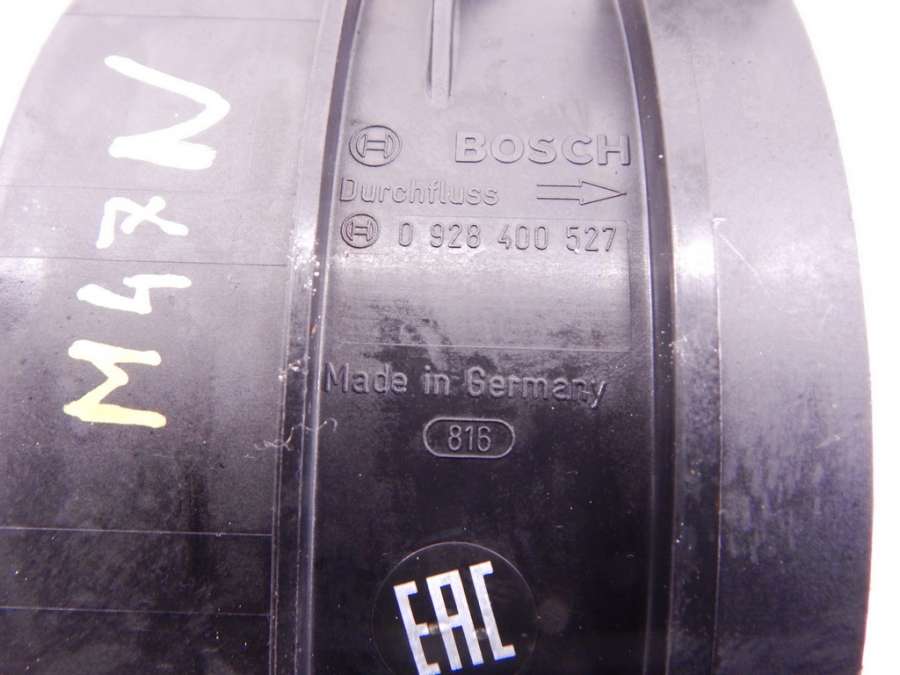 M47N
BOSCH
Durchfluss
0 928 400 527
Made in Germany
816
EAC